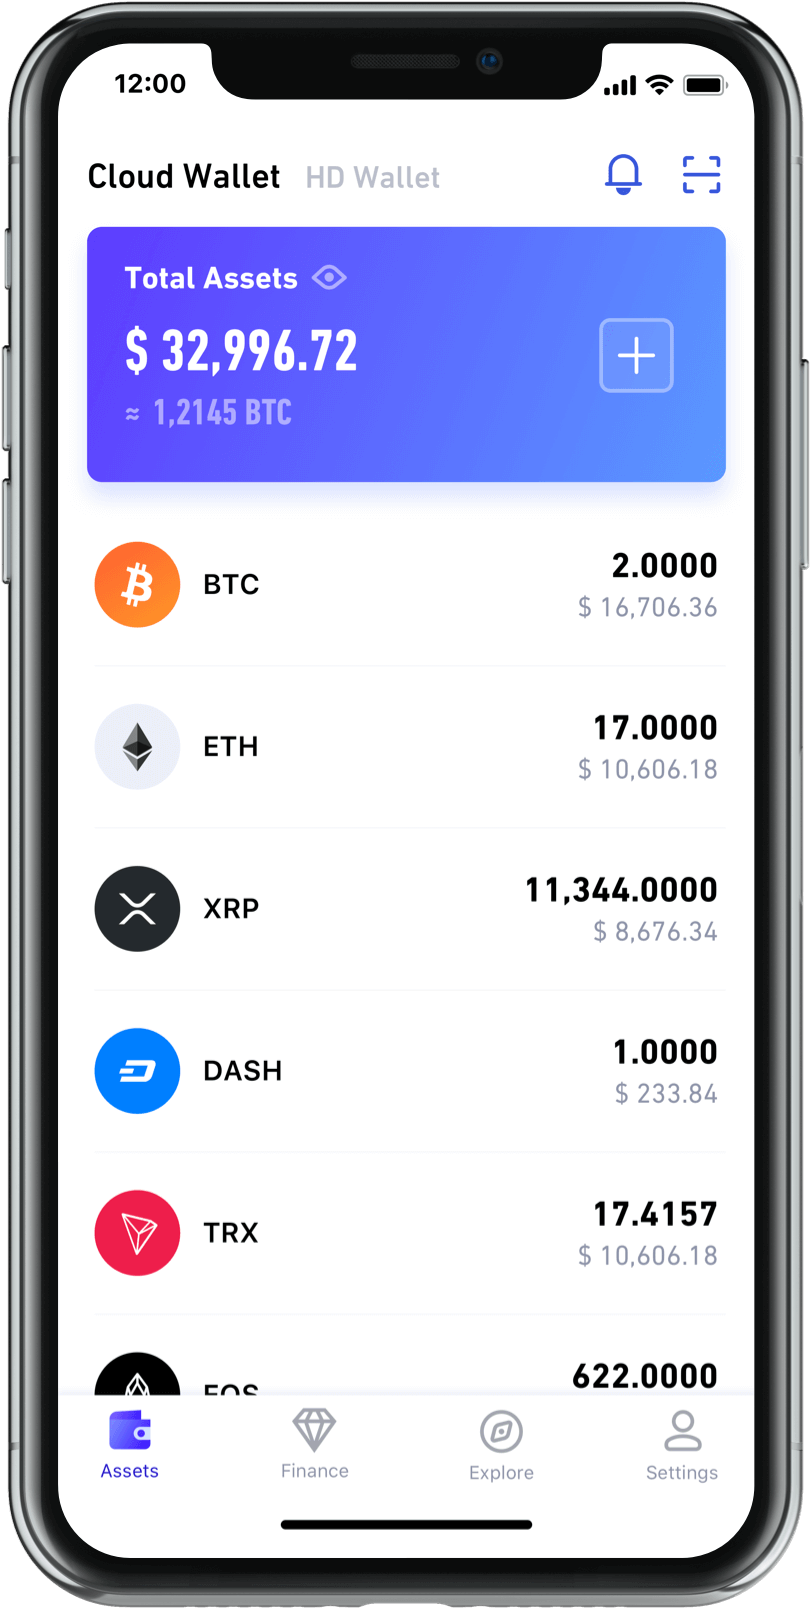 12:00
Cloud Wallet HD Wallet
Total Assets
$ 32,996.72
≈ 1,2145 BTC
BTC
2.0000
$ 16,706.36
ETH
17.0000
$ 10,606.18
XRP
11,344.0000
$ 8,676.34
DASH
1.0000
$ 233.84
TRX
17.4157
$ 10,606.18
EOS
622.0000
Assets Finance Explore Settings